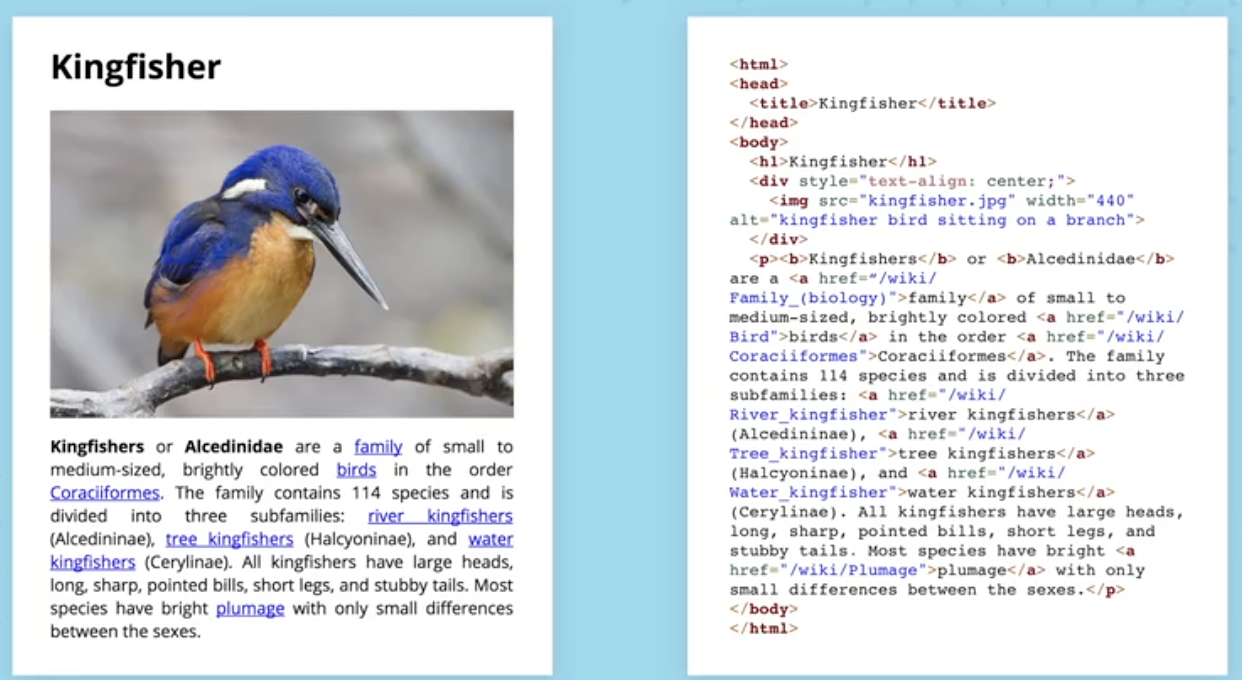 Kingfisher
Kingfishers or Alcedinidae are a family of small to
medium-sized, brightly colored birds in the order
Coraciiformes. The family contains 114 species and is
divided into three subfamilies: river kingfishers
(Alcedininae), tree kingfishers (Halcyoninae), and water
kingfishers (Cerylinae). All kingfishers have large heads,
long, sharp, pointed bills, short legs, and stubby tails. Most
species have bright plumage with only small differences
between the sexes.
<html>
<head>
<title>Kingfisher</title>
</head>
<body>
<h1>Kingfisher</h1>
<div style="text-align: center;">
<img src="kingfisher.jpg" width="440"
alt="kingfisher bird sitting on a branch">
</div>
<p><b>Kingfishers</b> or <b>Alcedinidae</b>
are a <a href=“/wiki/
Family_(biology)">family</a> of small to
medium-sized, brightly colored <a href="/wiki/
Bird">birds</a> in the order <a href="/wiki/
Coraciiformes">Coraciiformes</a>. The family
contains 114 species and is divided into three
subfamilies: <a href="/wiki/
River_kingfisher">river kingfishers</a>
(Alcedininae), <a href="/wiki/
Tree_kingfisher">tree kingfishers</a>
(Halcyoninae), and <a href="/wiki/
Water_kingfisher">water kingfishers</a>
(Cerylinae). All kingfishers have large heads,
long, sharp, pointed bills, short legs, and
stubby tails. Most species have bright <a
href="/wiki/Plumage">plumage</a> with only
small differences between the sexes.</p>
</body>
</html>